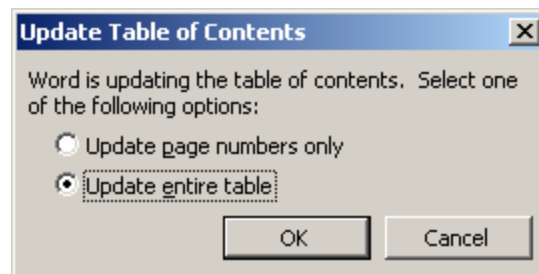 Update Table of Contents
Word is updating the table of contents. Select one
of the following options:
Update page numbers only
Update entire table
OK Cancel